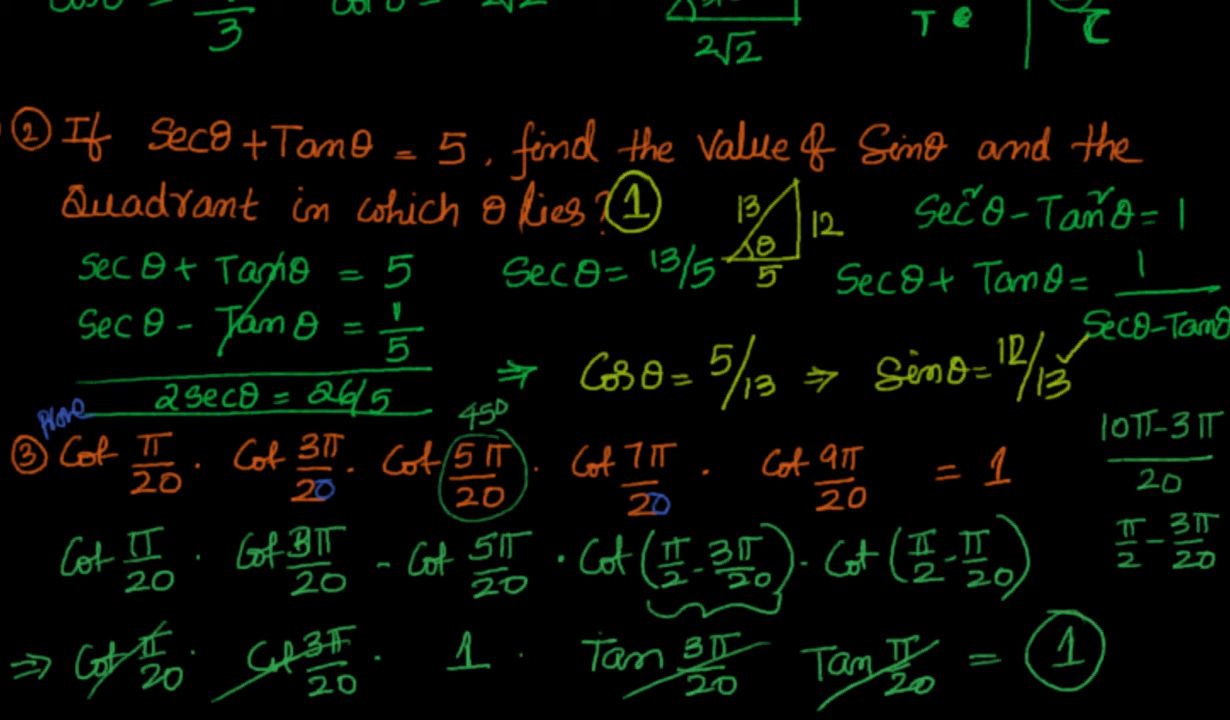 3 2√2 T C
② If Secθ + Tanθ = 5, find the value of Sinθ and the
Quadrant in which θ lies? ①
13 12 θ 5
Sec²θ - Tan²θ = 1
Secθ + Tanθ = 5
Secθ - Tanθ = 1/5
2secθ = 26/5
Secθ = 13/5
Secθ + Tanθ = 1/(Secθ-Tanθ)
⇒ Cosθ = 5/13 ⇒ Sinθ = 12/13 ✓
Prove
45°
③ Cot π/20 . Cot 3π/20 . Cot 5π/20 . Cot 7π/20 . Cot 9π/20 = 1
(10π-3π)/20
π/2 - 3π/20
Cot π/20 . Cot 3π/20 - Cot 5π/20 . Cot (π/2 - 3π/20) . Cot (π/2 - π/20)
⇒ Cot π/20 . Cot 3π/20 . 1 . Tan 3π/20 Tan π/20 = ①